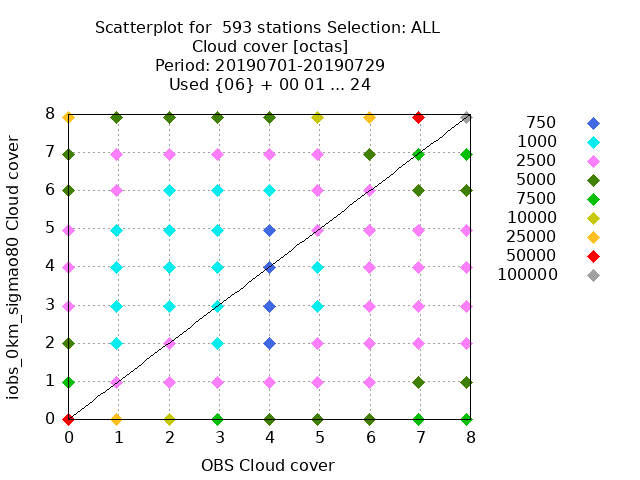 Scatterplot for  593 stations Selection: ALL
Cloud cover [octas]
Period: 20190701-20190729
Used {06} + 00 01 ... 24
iobs_0km_sigmao80 Cloud cover
8
7
6
5
4
3
2
1
0
0 1 2 3 4 5 6 7 8
OBS Cloud cover
750
1000
2500
5000
7500
10000
25000
50000
100000